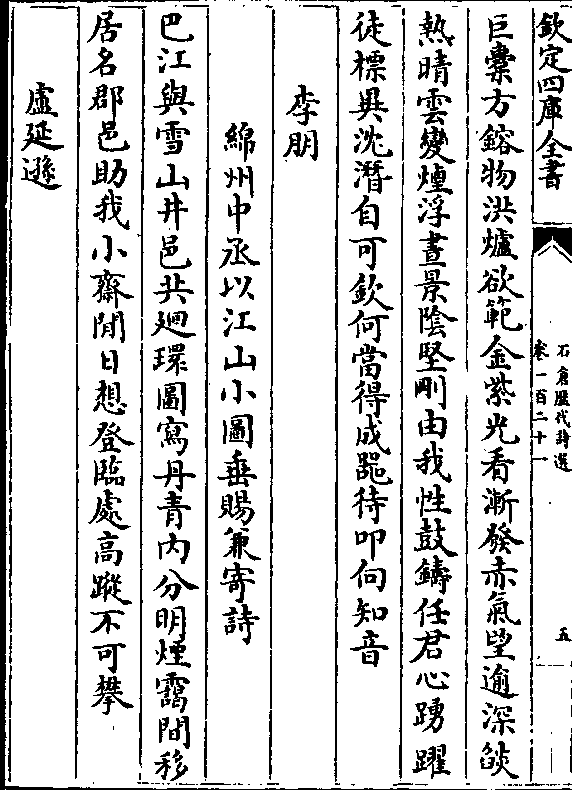 欽定四庫全書
石倉歷代詩選
卷一百二十一
五
巨橐方鎔物洪爐欲範金紫光看漸發赤氣望逾深燄
熱晴雲變煙浮晝景陰堅剛由我性鼓鑄任君心踴躍
徒標異沈潛自可欽何當得成器待叩向知音
李朋
綿州中丞以江山小圖垂賜兼寄詩
巴江與雪山井邑共廻環圖寫丹青内分明煙靄間移
居名郡邑助我小齋閒日想登臨處高蹤不可攀
盧延遜